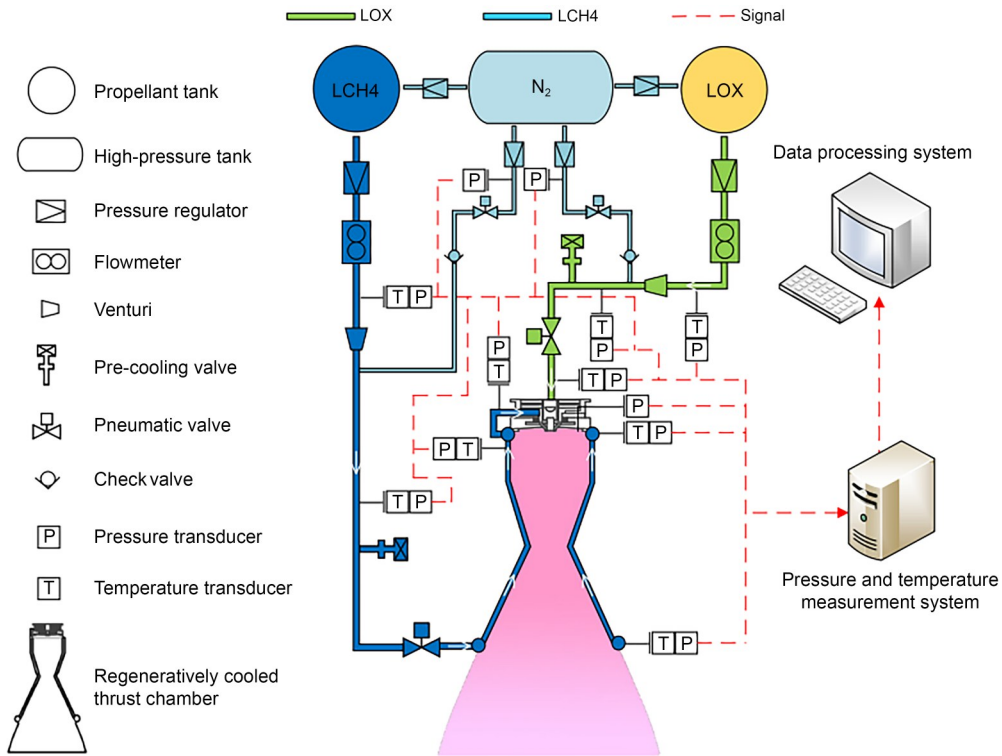 LOX
LCH4
Signal
LCH4
N₂
LOX
Propellant tank
High-pressure tank
Pressure regulator
Flowmeter
Venturi
Pre-cooling valve
Pneumatic valve
Check valve
P
Pressure transducer
T
Temperature transducer
Regeneratively cooled
thrust chamber
P
P
T P
P
T
T
P
T
P
T P
P
T P
P T
T P
T P
Data processing system
Pressure and temperature
measurement system